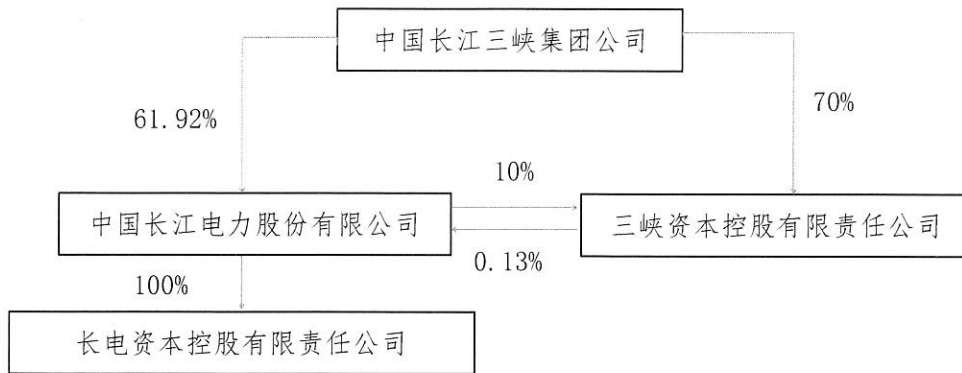 中国长江三峡集团公司
61.92%
70%
10%
中国长江电力股份有限公司
三峡资本控股有限责任公司
0.13%
100%
长电资本控股有限责任公司